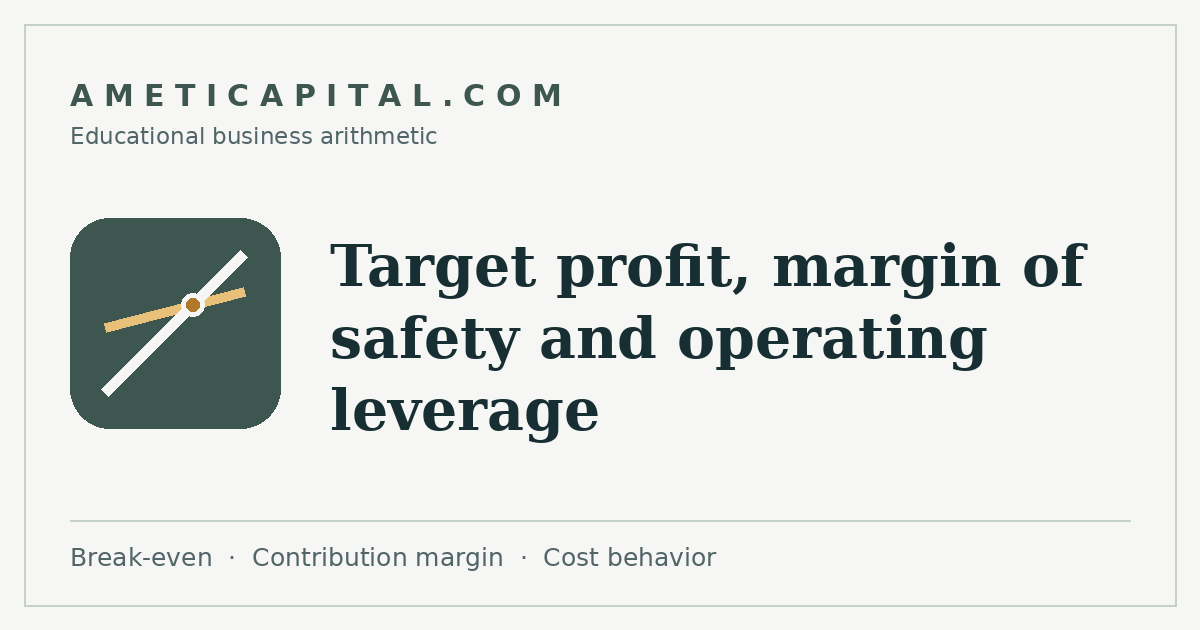 AMETICAPITAL.COM
Educational business arithmetic
Target profit, margin of
safety and operating
leverage
Break-even · Contribution margin · Cost behavior